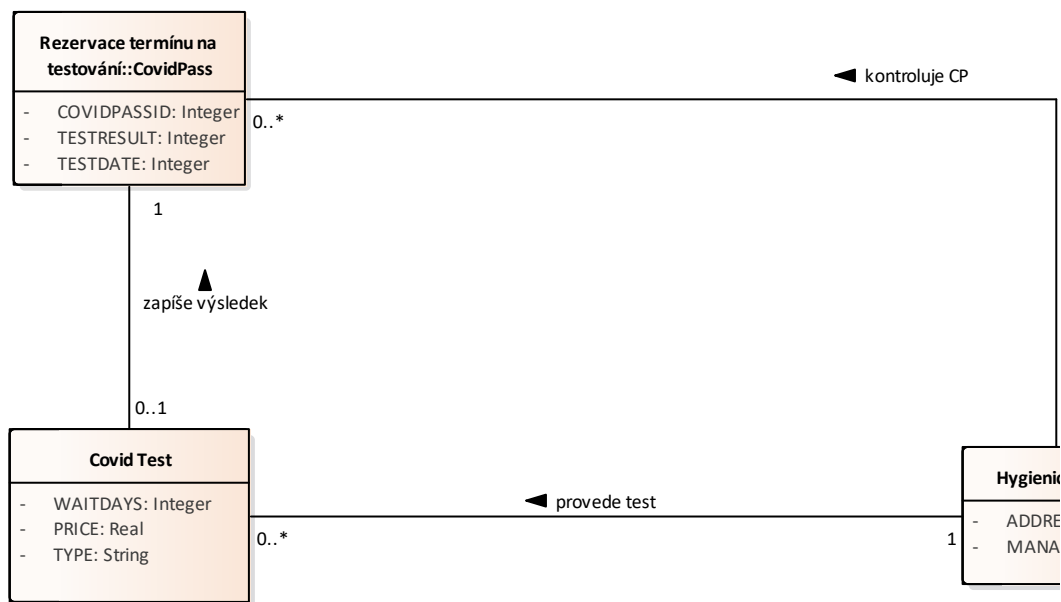 Rezervace termínu na
testování::CovidPass
- COVIDPASSID: Integer
- TESTRESULT: Integer
- TESTDATE: Integer
kontroluje CP
0..*
1
zapíše výsledek
0..1
Covid Test
- WAITDAYS: Integer
- PRICE: Real
- TYPE: String
provede test
0..*
1
-
-